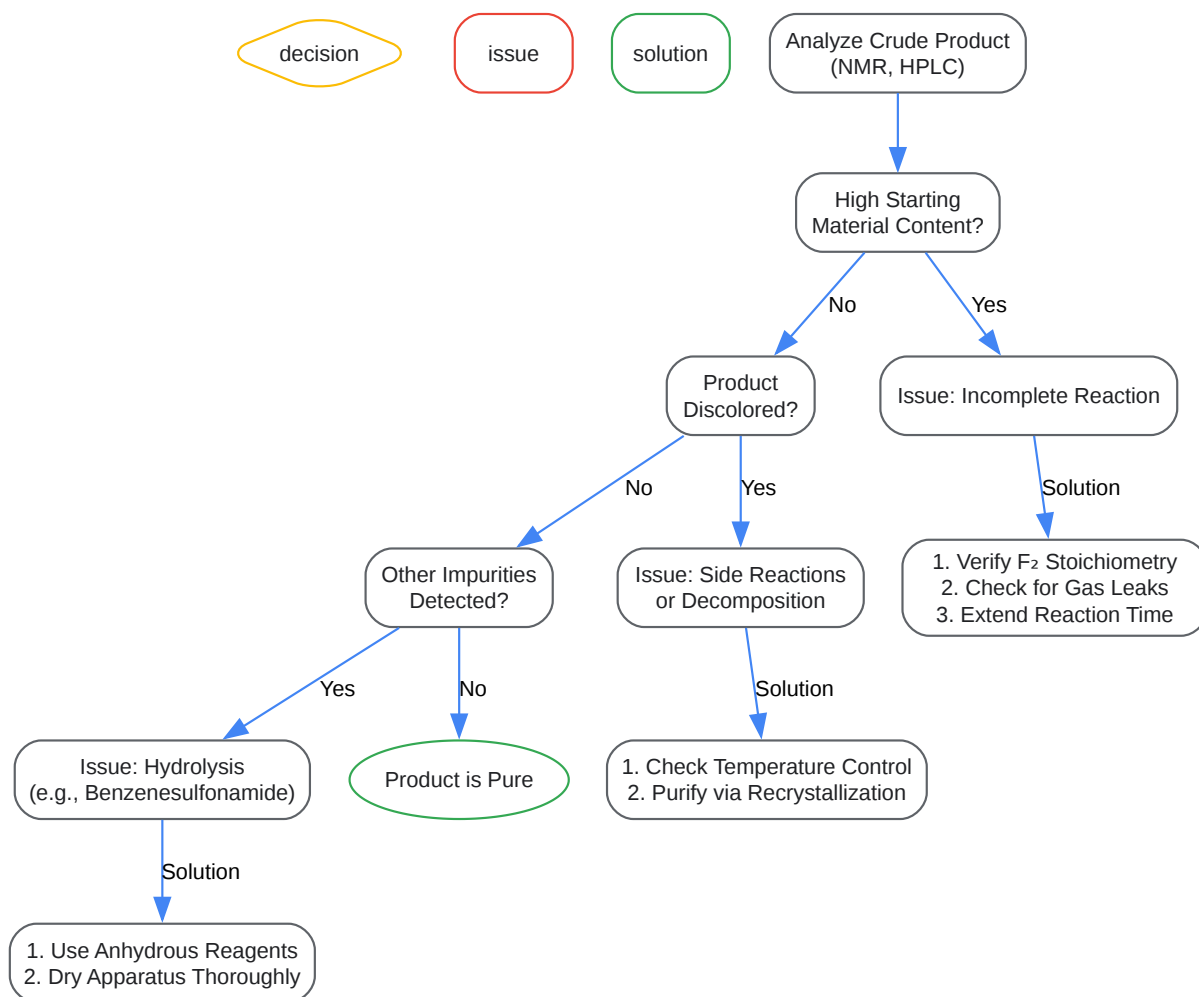 decision
issue
solution
Analyze Crude Product
(NMR, HPLC)
High Starting
Material Content?
No
Yes
Product
Discolored?
Issue: Incomplete Reaction
No
Yes
Solution
Other Impurities
Detected?
Issue: Side Reactions
or Decomposition
1. Verify F₂ Stoichiometry
2. Check for Gas Leaks
3. Extend Reaction Time
Yes
No
Solution
Issue: Hydrolysis
(e.g., Benzenesulfonamide)
Product is Pure
1. Check Temperature Control
2. Purify via Recrystallization
Solution
1. Use Anhydrous Reagents
2. Dry Apparatus Thoroughly